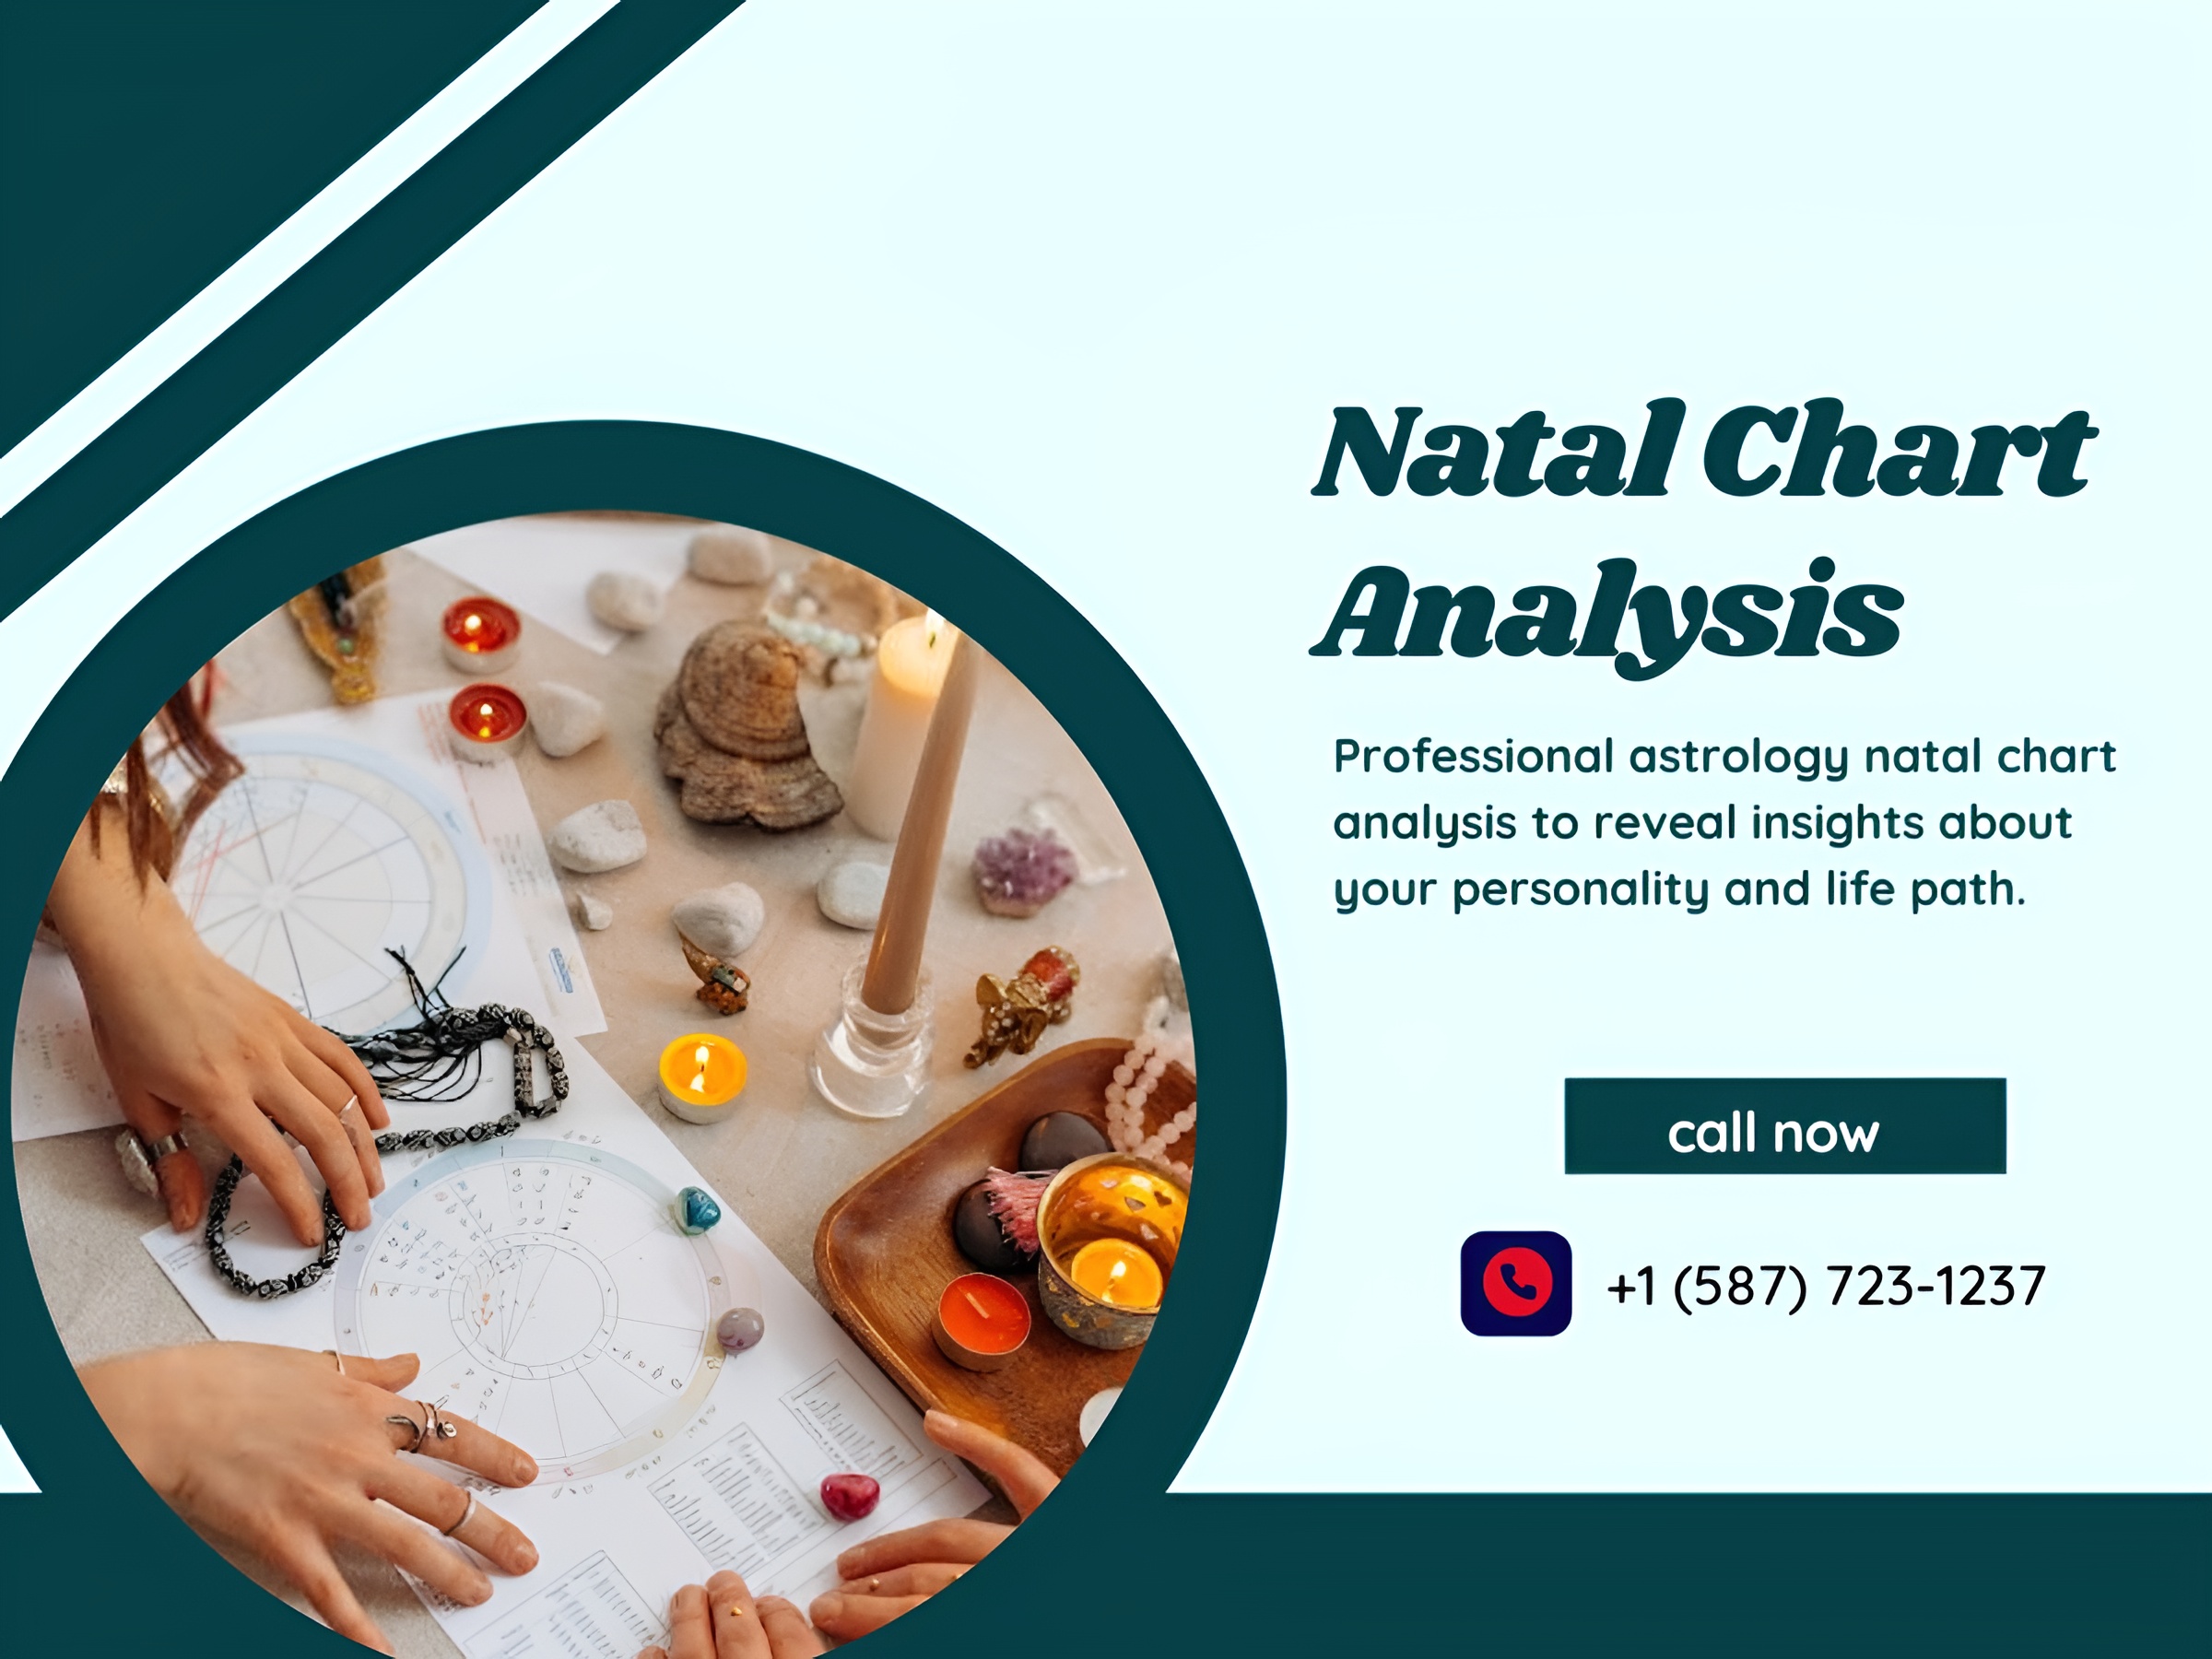 Natal Chart
Analysis
Professional astrology natal chart
analysis to reveal insights about
your personality and life path.
call now
+1 (587) 723-1237